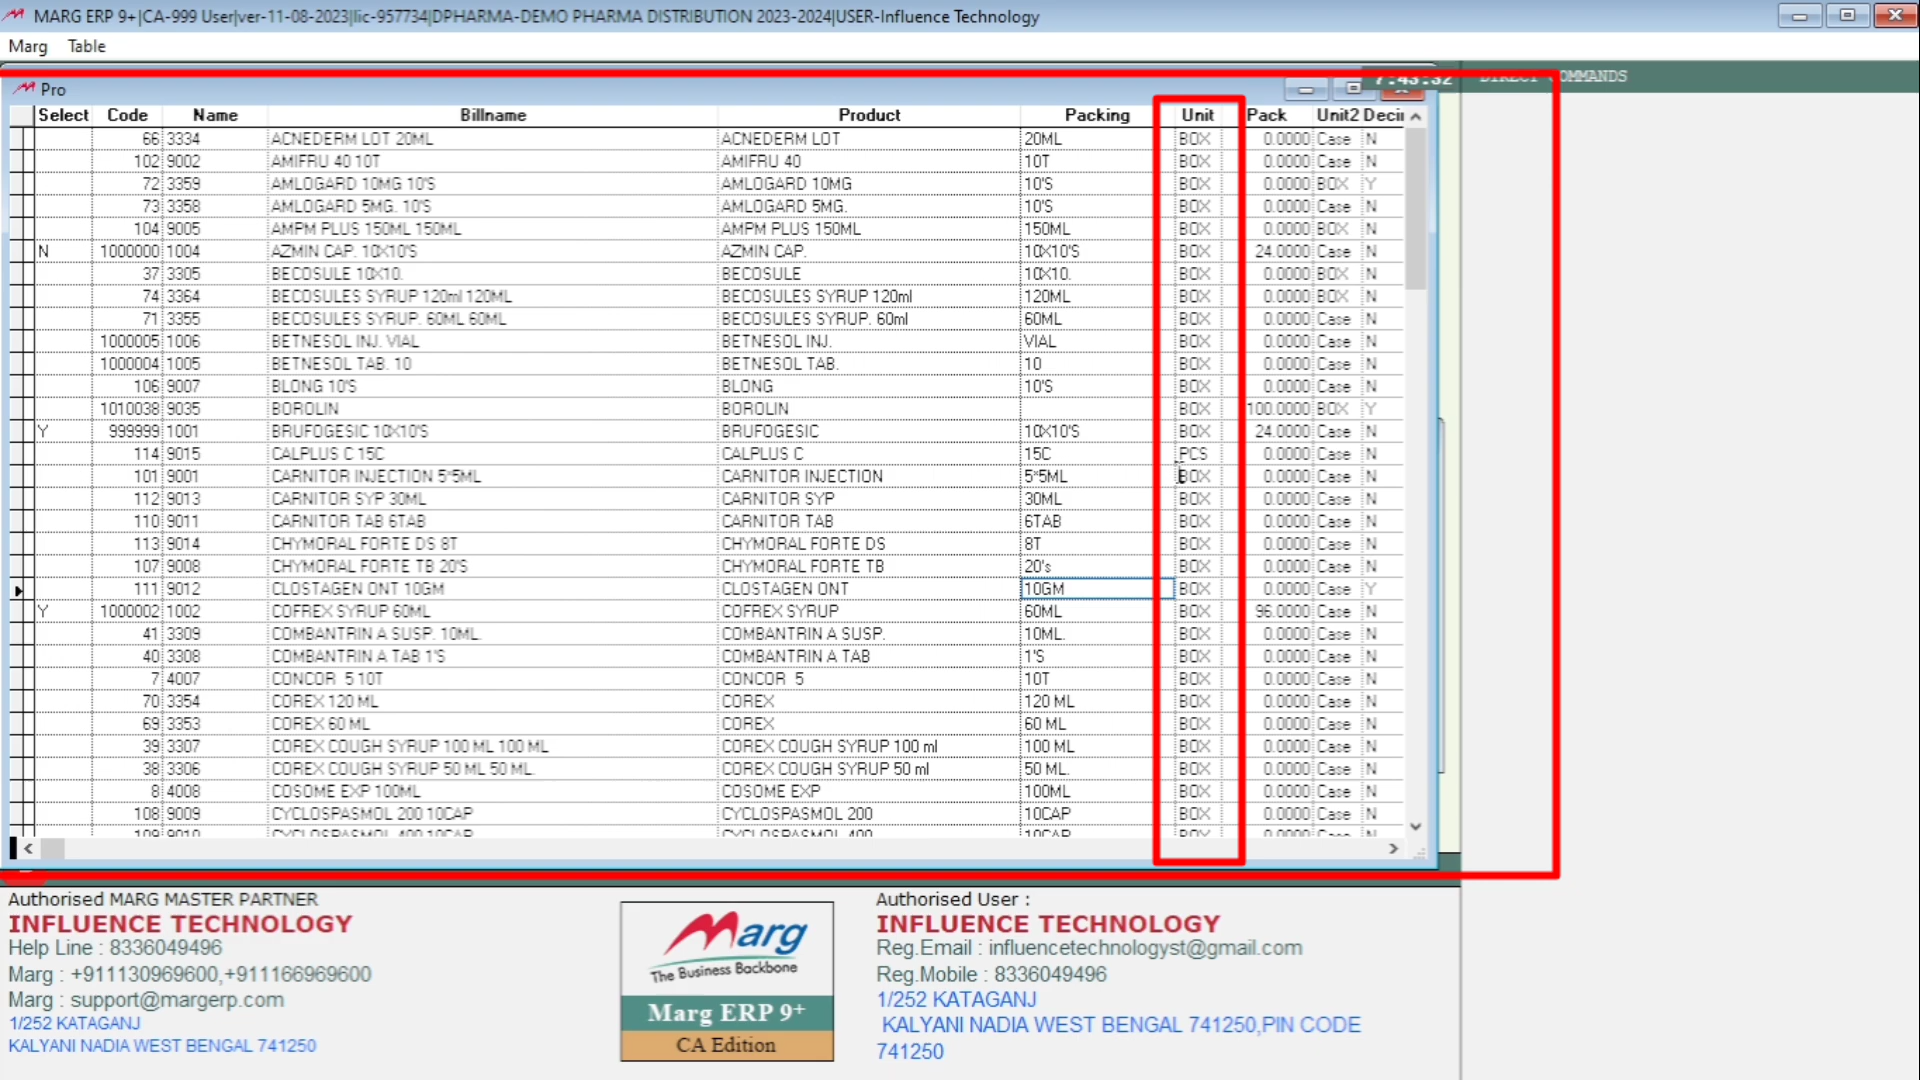 MARG ERP 9+|CA-999 User|ver-11-08-2023|lic-957734|DPHARMA-DEMO PHARMA DISTRIBUTION 2023-2024|USER-Influence Technology
Marg Table
Pro
Select Code Name Billname Product Packing Unit Pack Unit2 Deci
66 3334 ACNEDERM LOT 20ML ACNEDERM LOT 20ML BOX 0.0000 Case N
102 9002 AMIFRU 40 10T AMIFRU 40 10T BOX 0.0000 Case N
72 3359 AMLOGARD 10MG 10'S AMLOGARD 10MG 10'S BOX 0.0000 BOX Y
73 3358 AMLOGARD 5MG. 10'S AMLOGARD 5MG. 10'S BOX 0.0000 Case N
104 9005 AMPM PLUS 150ML 150ML AMPM PLUS 150ML 150ML BOX 0.0000 BOX N
N 1000000 1004 AZMIN CAP. 10X10'S AZMIN CAP. 10X10'S BOX 24.0000 Case N
37 3305 BECOSULE 10X10. BECOSULE 10X10. BOX 0.0000 BOX N
74 3364 BECOSULES SYRUP 120ml 120ML BECOSULES SYRUP 120ml 120ML BOX 0.0000 BOX N
71 3355 BECOSULES SYRUP. 60ML 60ML BECOSULES SYRUP. 60ml 60ML BOX 0.0000 Case N
1000005 1006 BETNESOL INJ. VIAL BETNESOL INJ. VIAL BOX 0.0000 Case N
1000004 1005 BETNESOL TAB. 10 BETNESOL TAB. 10 BOX 0.0000 Case N
106 9007 BLONG 10'S BLONG 10'S BOX 0.0000 Case N
1010038 9035 BOROLIN BOROLIN BOX 100.0000 BOX Y
Y 999999 1001 BRUFOGESIC 10X10'S BRUFOGESIC 10X10'S BOX 24.0000 Case N
114 9015 CALPLUS C 15C CALPLUS C 15C PCS 0.0000 Case N
101 9001 CARNITOR INJECTION 5*5ML CARNITOR INJECTION 5*5ML BOX 0.0000 Case N
112 9013 CARNITOR SYP 30ML CARNITOR SYP 30ML BOX 0.0000 Case N
110 9011 CARNITOR TAB 6TAB CARNITOR TAB 6TAB BOX 0.0000 Case N
113 9014 CHYMORAL FORTE DS 8T CHYMORAL FORTE DS 8T BOX 0.0000 Case N
107 9008 CHYMORAL FORTE TB 20'S CHYMORAL FORTE TB 20's BOX 0.0000 Case N
111 9012 CLOSTAGEN ONT 10GM CLOSTAGEN ONT 10GM BOX 0.0000 Case Y
Y 1000002 1002 COFREX SYRUP 60ML COFREX SYRUP 60ML BOX 96.0000 Case N
41 3309 COMBANTRIN A SUSP. 10ML. COMBANTRIN A SUSP. 10ML. BOX 0.0000 Case N
40 3308 COMBANTRIN A TAB 1'S COMBANTRIN A TAB 1'S BOX 0.0000 Case N
7 4007 CONCOR 5 10T CONCOR 5 10T BOX 0.0000 Case N
70 3354 COREX 120 ML COREX 120 ML BOX 0.0000 Case N
69 3353 COREX 60 ML COREX 60 ML BOX 0.0000 Case N
39 3307 COREX COUGH SYRUP 100 ML 100 ML COREX COUGH SYRUP 100 ml 100 ML BOX 0.0000 Case N
38 3306 COREX COUGH SYRUP 50 ML 50 ML. COREX COUGH SYRUP 50 ml 50 ML. BOX 0.0000 Case N
8 4008 COSOME EXP 100ML COSOME EXP 100ML BOX 0.0000 Case N
108 9009 CYCLOSPASMOL 200 10CAP CYCLOSPASMOL 200 10CAP BOX 0.0000 Case N
109 9010 CYCLOSPASMOL 400 10CAP CYCLOSPASMOL 400 10CAP BOX
7:43:32
DIRECT COMMANDS
Authorised MARG MASTER PARTNER
INFLUENCE TECHNOLOGY
Help Line : 8336049496
Marg : +911130969600,+911166969600
Marg : support@margerp.com
1/252 KATAGANJ
KALYANI NADIA WEST BENGAL 741250
Marg
The Business Backbone
Marg ERP 9+
CA Edition
Authorised User :
INFLUENCE TECHNOLOGY
Reg.Email : influencetechnologyst@gmail.com
Reg.Mobile : 8336049496
1/252 KATAGANJ
KALYANI NADIA WEST BENGAL 741250,PIN CODE
741250